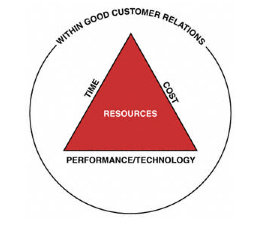 WITHIN GOOD CUSTOMER RELATIONS
TIME
COST
RESOURCES
PERFORMANCE/TECHNOLOGY